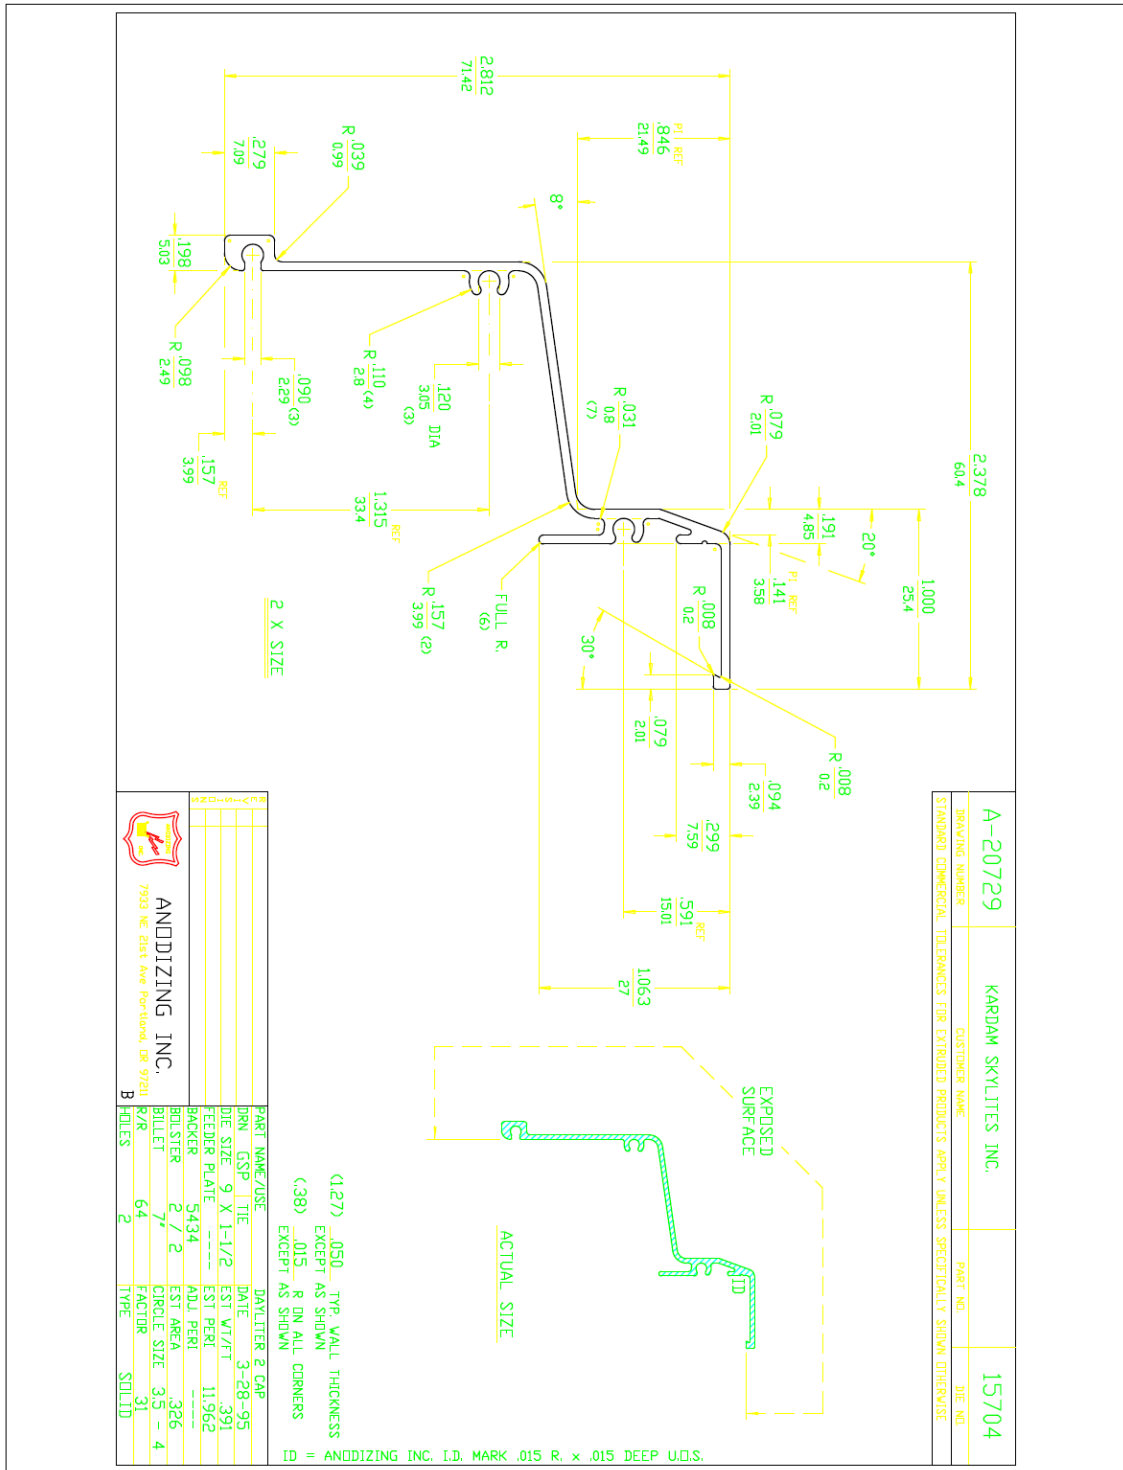 2.812
71.42
.846
21.49
P1 REF
.279
7.09
R .039
0.99
8°
.198
5.03
R .098
2.49
.090
2.29 (3)
R .110
2.8 (4)
.120 DIA
3.05 (3)
R .031
0.8
(7)
R .079
2.01
2.378
60.4
.157 REF
3.99
1.315 REF
33.4
R .157
3.99 (2)
FULL R.
(6)
.191
4.85
20°
1.000
25.4
.141 P1 REF
3.58
R .008
0.2
30°
.079
2.01
R .008
0.2
.094
2.39
.299
7.59
.591 REF
15.01
1.063
27
2 X SIZE
EXPOSED
SURFACE
ID
ACTUAL SIZE
(1.27) .050 TYP. WALL THICKNESS
EXCEPT AS SHOWN
(.38) .015 R ON ALL CORNERS
EXCEPT AS SHOWN
ID = ANODIZING INC. I.D. MARK .015 R. x .015 DEEP U.O.S.
A-20729 KARDAM SKYLITES INC. 15704
DRAWING NUMBER CUSTOMER NAME PART NO. DIE NO.
STANDARD COMMERCIAL TOLERANCES FOR EXTRUDED PRODUCTS APPLY UNLESS SPECIFICALLY SHOWN OTHERWISE
REVISIONS
ANODIZING INC.
7933 NE 21st Ave Portland, OR 97211
B
PART NAME/USE DAYLITER 2 CAP
DRN GSP TIE DATE 3-28-95
DIE SIZE 9 X 1-1/2 EST WT/FT .391
FEEDER PLATE ---- EST PERI 11.962
BACKER 5434 ADJ. PERI ----
BOLSTER 2 / 2 EST AREA .326
BILLET 7" CIRCLE SIZE 3.5 - 4
R/R 64 FACTOR 31
HOLES 2 TYPE SOLID